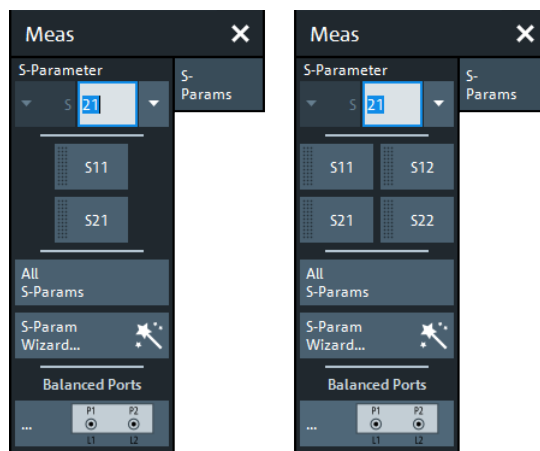 Meas
S-Parameter
S-
Params
S 21
S11
S21
All
S-Params
S-Param
Wizard...
Balanced Ports
...
P1 P2
L1 L2
Meas
S-Parameter
S-
Params
S 21
S11 S12
S21 S22
All
S-Params
S-Param
Wizard...
Balanced Ports
...
P1 P2
L1 L2